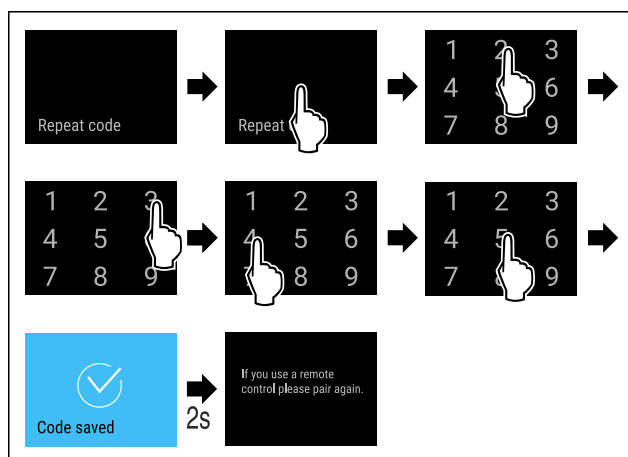 Repeat code
Repeat
1 2 3
4 6
7 8 9
1 2 3
4 5
7 8 9
1 2 3
4 5 6
8 9
1 2 3
4 5 6
7 9
Code saved
2s
If you use a remote
control please pair again.